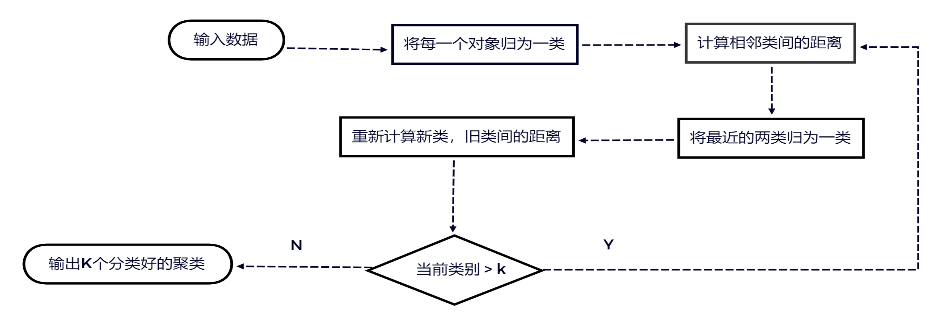 输入数据
将每一个对象归为一类
计算相邻类间的距离
将最近的两类归为一类
重新计算新类，旧类间的距离
当前类别 > k
Y
N
输出K个分类好的聚类